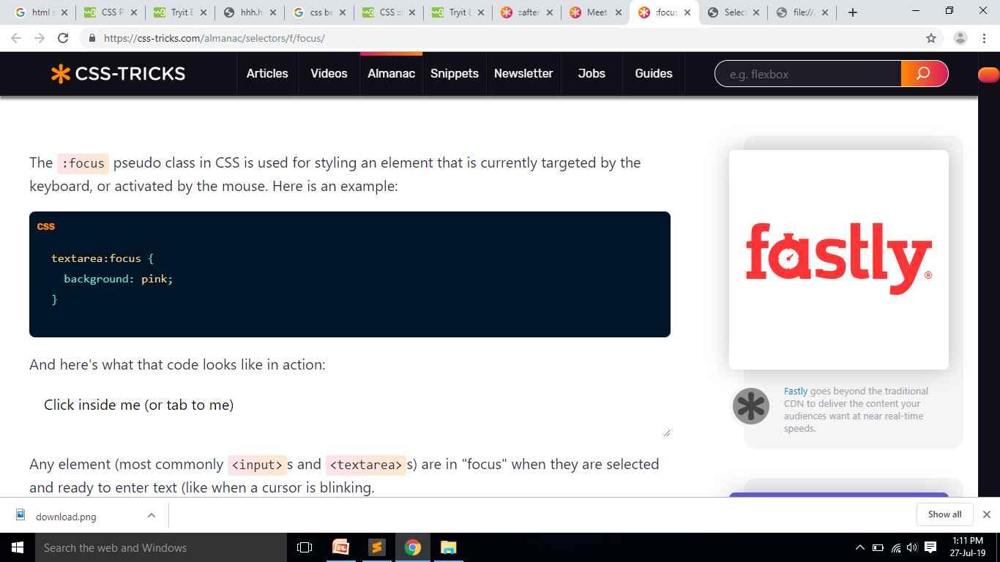 html s
CSS P
Tryit E
hhh.h
css be
CSS ::
Tryit E
::after
Meet
:focus
Select
file://
https://css-tricks.com/almanac/selectors/f/focus/
CSS-TRICKS
Articles
Videos
Almanac
Snippets
Newsletter
Jobs
Guides
e.g. flexbox
The :focus pseudo class in CSS is used for styling an element that is currently targeted by the
keyboard, or activated by the mouse. Here is an example:
CSS
textarea:focus {
background: pink;
}
And here's what that code looks like in action:
Click inside me (or tab to me)
Any element (most commonly <input>s and <textarea>s) are in "focus" when they are selected
and ready to enter text (like when a cursor is blinking.
fastly®
Fastly goes beyond the traditional
CDN to deliver the content your
audiences want at near real-time
speeds.
download.png
Show all
Search the web and Windows
1:11 PM
27-Jul-19